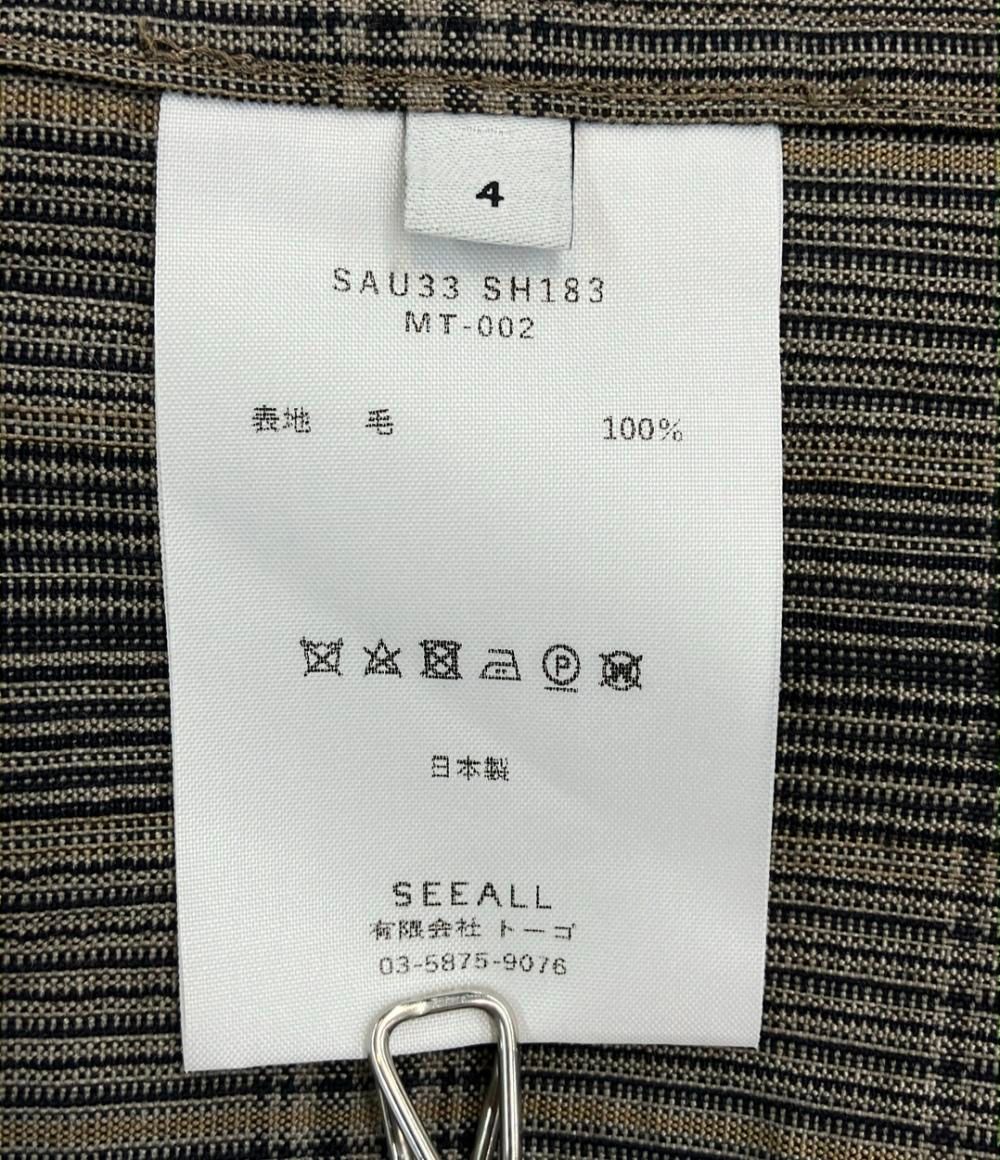 4
SAU33 SH183
MT-002
表地 毛 100%
P W
日本製
SEEALL
有限会社 トーゴ
03-5875-9076